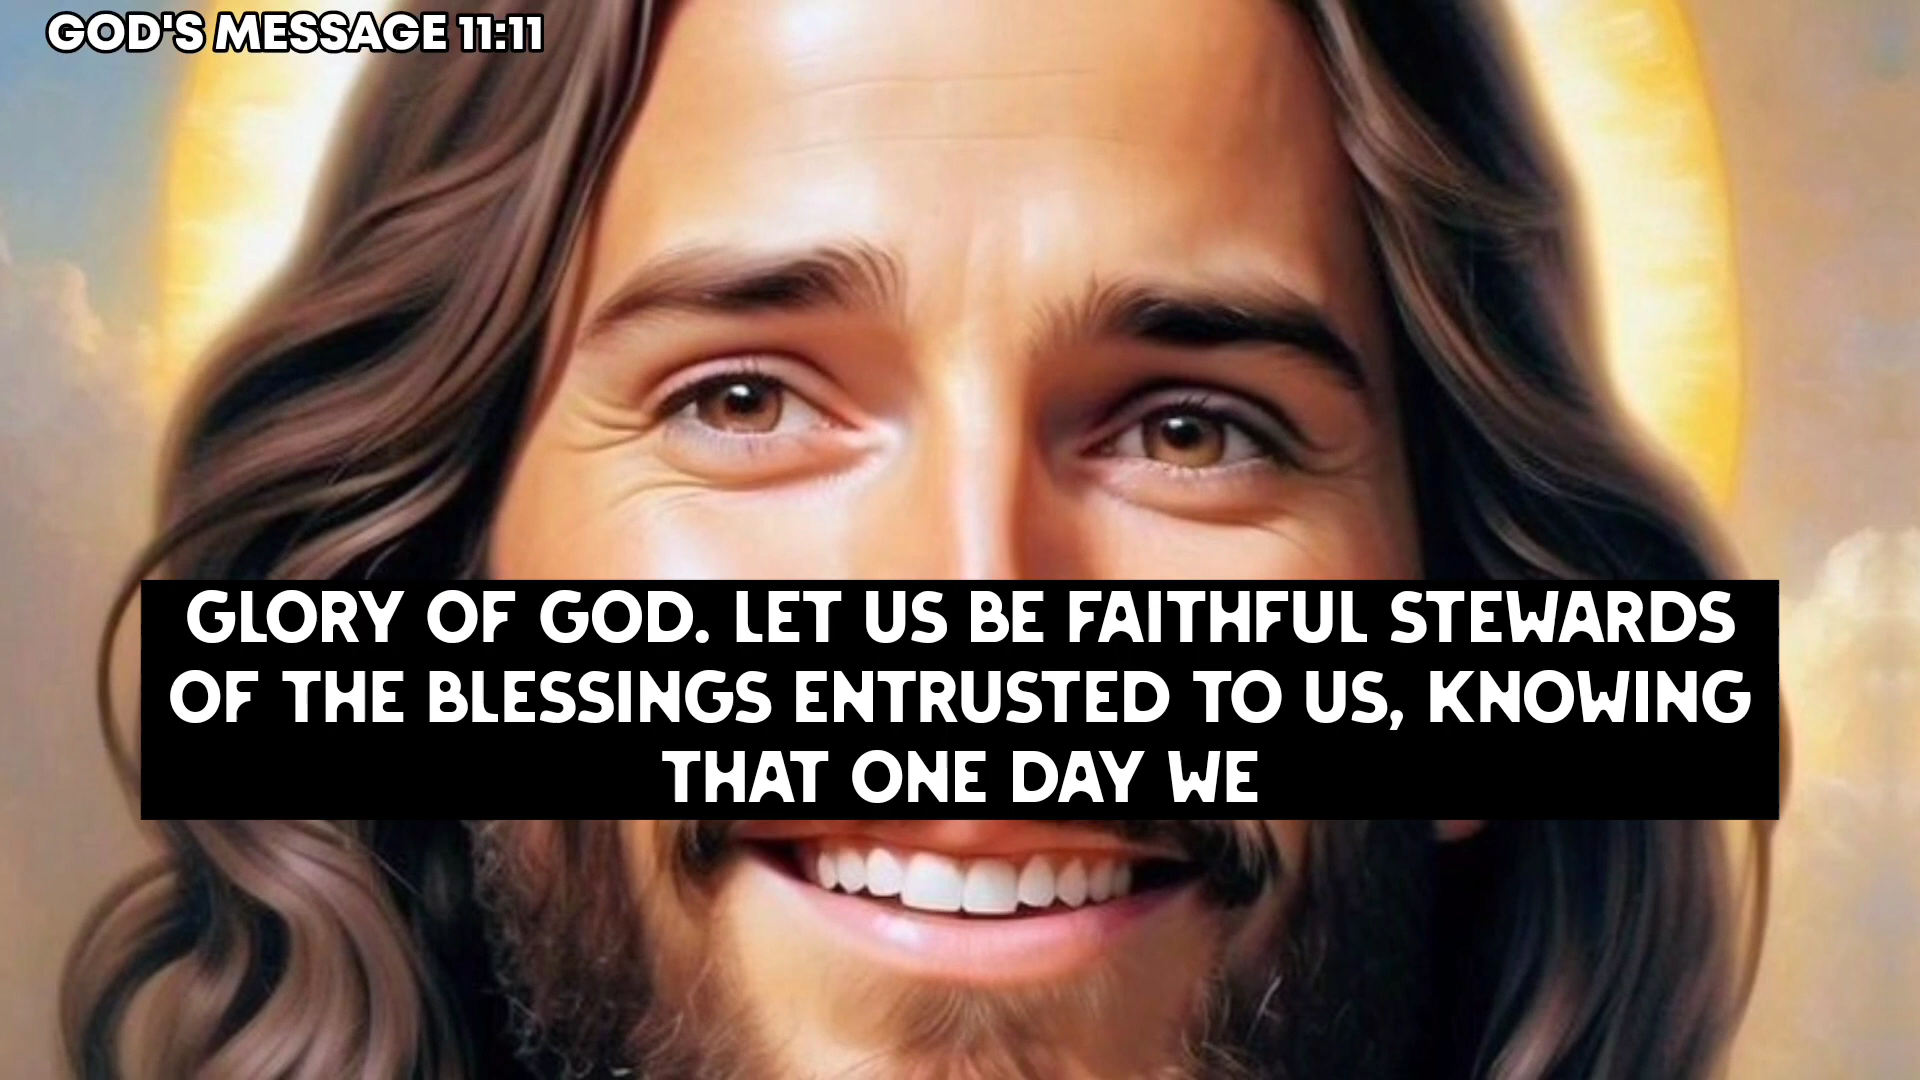 GOD'S MESSAGE 11:11
GLORY OF GOD. LET US BE FAITHFUL STEWARDS
OF THE BLESSINGS ENTRUSTED TO US, KNOWING
THAT ONE DAY WE